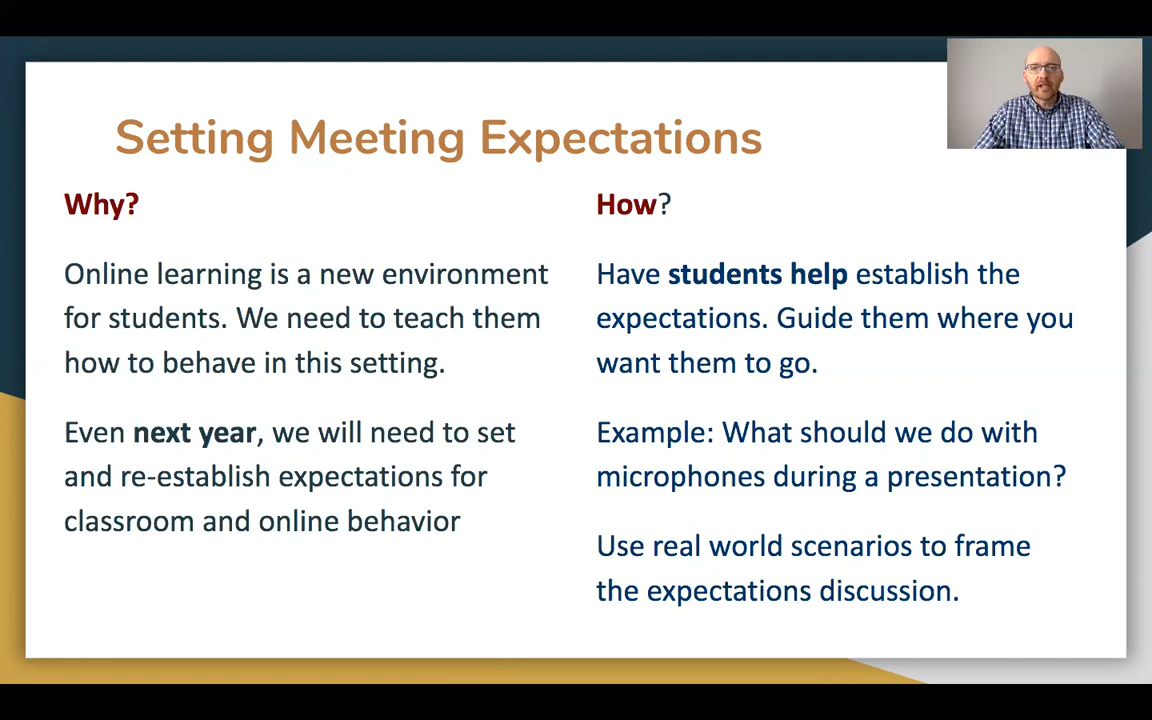 Setting Meeting Expectations
Why?
Online learning is a new environment
for students. We need to teach them
how to behave in this setting.
Even next year, we will need to set
and re-establish expectations for
classroom and online behavior
How?
Have students help establish the
expectations. Guide them where you
want them to go.
Example: What should we do with
microphones during a presentation?
Use real world scenarios to frame
the expectations discussion.